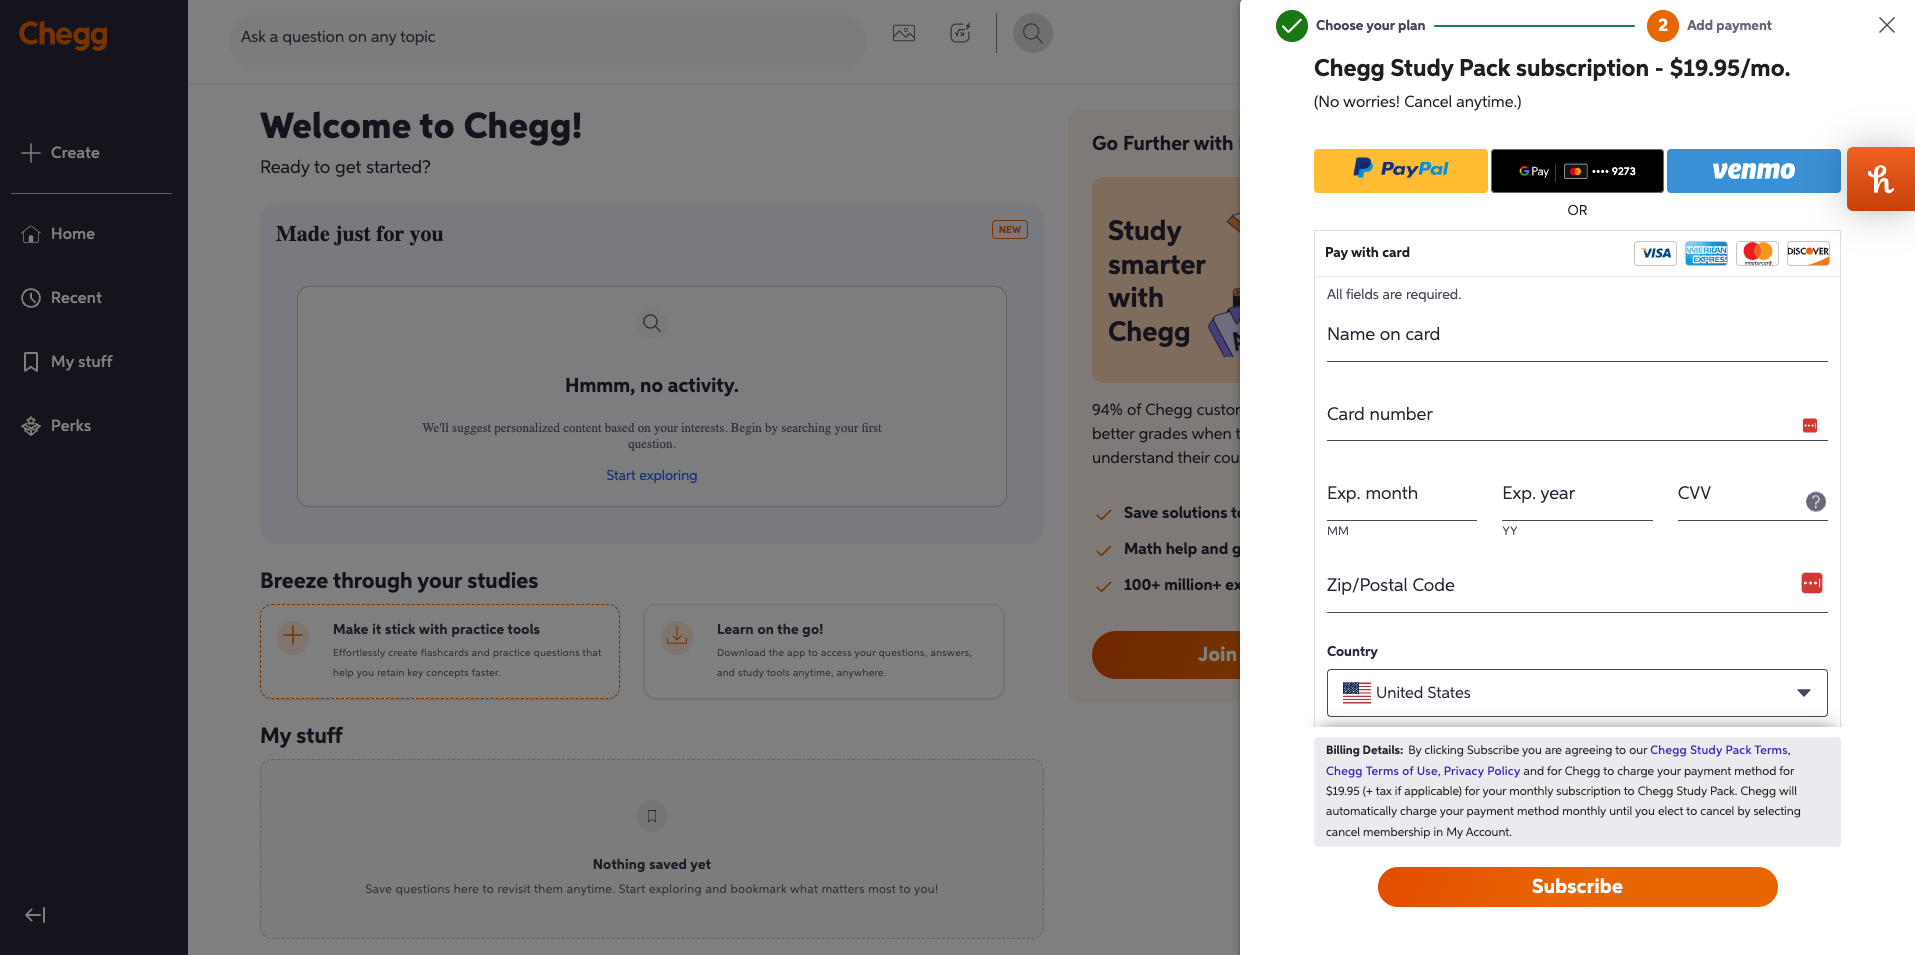 Chegg
Create
Home
Recent
My stuff
Perks
Ask a question on any topic
Welcome to Chegg!
Ready to get started?
Made just for you
NEW
Hmmm, no activity.
We'll suggest personalized content based on your interests. Begin by searching your first
question.
Start exploring
Breeze through your studies
Make it stick with practice tools
Effortlessly create flashcards and practice questions that
help you retain key concepts faster.
Learn on the go!
Download the app to access your questions, answers,
and study tools anytime, anywhere.
My stuff
Nothing saved yet
Save questions here to revisit them anytime. Start exploring and bookmark what matters most to you!
Go Further with
Study
smarter
with
Chegg
94% of Chegg
better grades when
understand their
Save solutions
Math help and
100+ million+
Join
Choose your plan
2
Add payment
Chegg Study Pack subscription - $19.95/mo.
(No worries! Cancel anytime.)
PayPal
G Pay
•••• 9273
venmo
h
OR
Pay with card
VISA
AMERICAN
EXPRESS
mastercard
DISCOVER
All fields are required.
Name on card
Card number
Exp. month
Exp. year
CVV
?
MM
YY
Zip/Postal Code
Country
United States
Billing Details: By clicking Subscribe you are agreeing to our Chegg Study Pack Terms,
Chegg Terms of Use, Privacy Policy and for Chegg to charge your payment method for
$19.95 (+ tax if applicable) for your monthly subscription to Chegg Study Pack. Chegg will
automatically charge your payment method monthly until you elect to cancel by selecting
cancel membership in My Account.
Subscribe